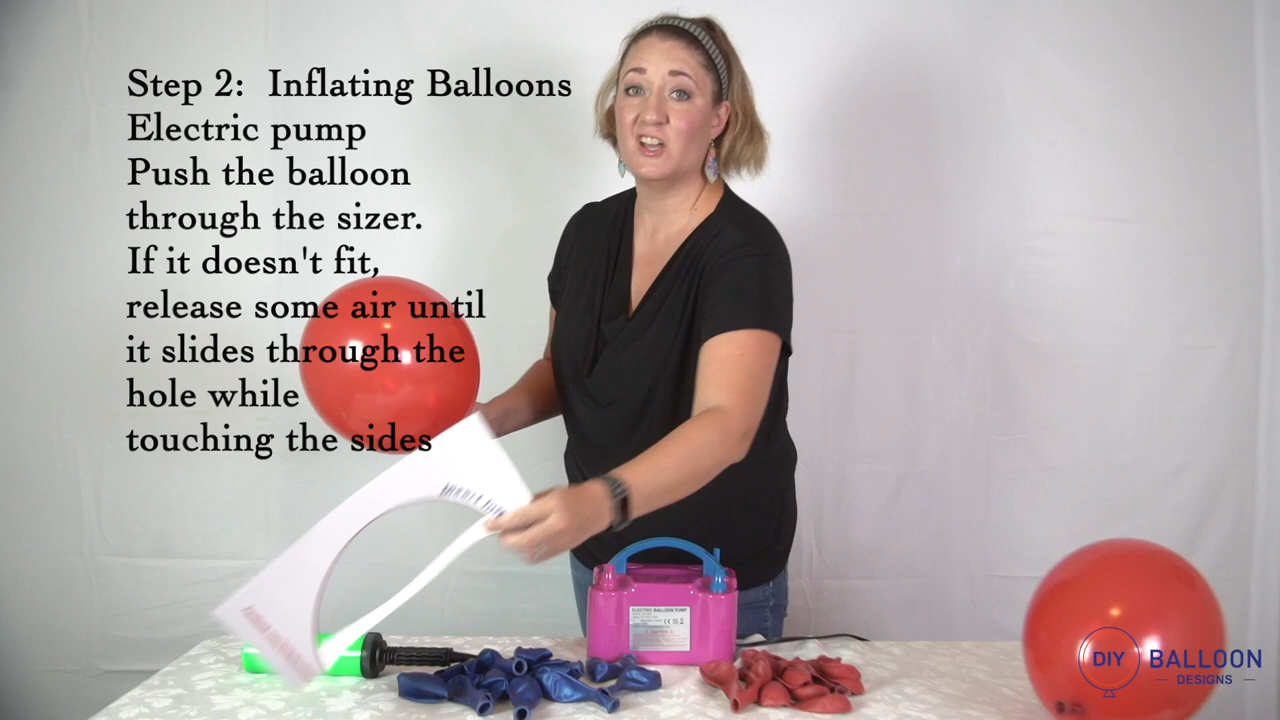 Step 2:  Inflating Balloons
Electric pump
Push the balloon
through the sizer.
If it doesn't fit,
release some air until
it slides through the
hole while
touching the sides
ELECTRIC BALLOON PUMP
DIY BALLOON
DESIGNS